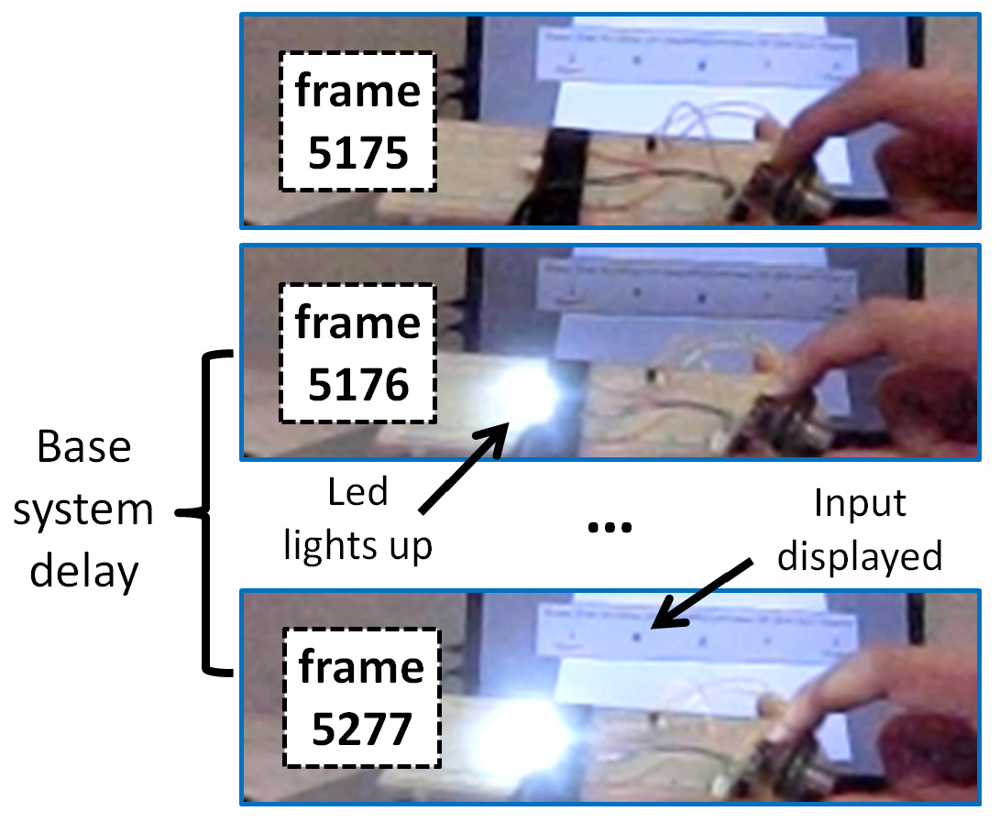 frame
5175
frame
5176
Base
system
delay
Led
lights up
...
Input
displayed
frame
5277